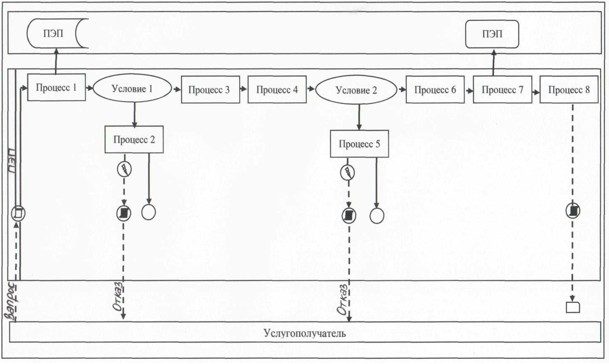 ПЭП
ПЭП
Процесс 1
Условие 1
Процесс 3
Процесс 4
Условие 2
Процесс 6
Процесс 7
Процесс 8
Процесс 2
Процесс 5
ПЭП
Запрос
Отказ
Отказ
Услугополучатель